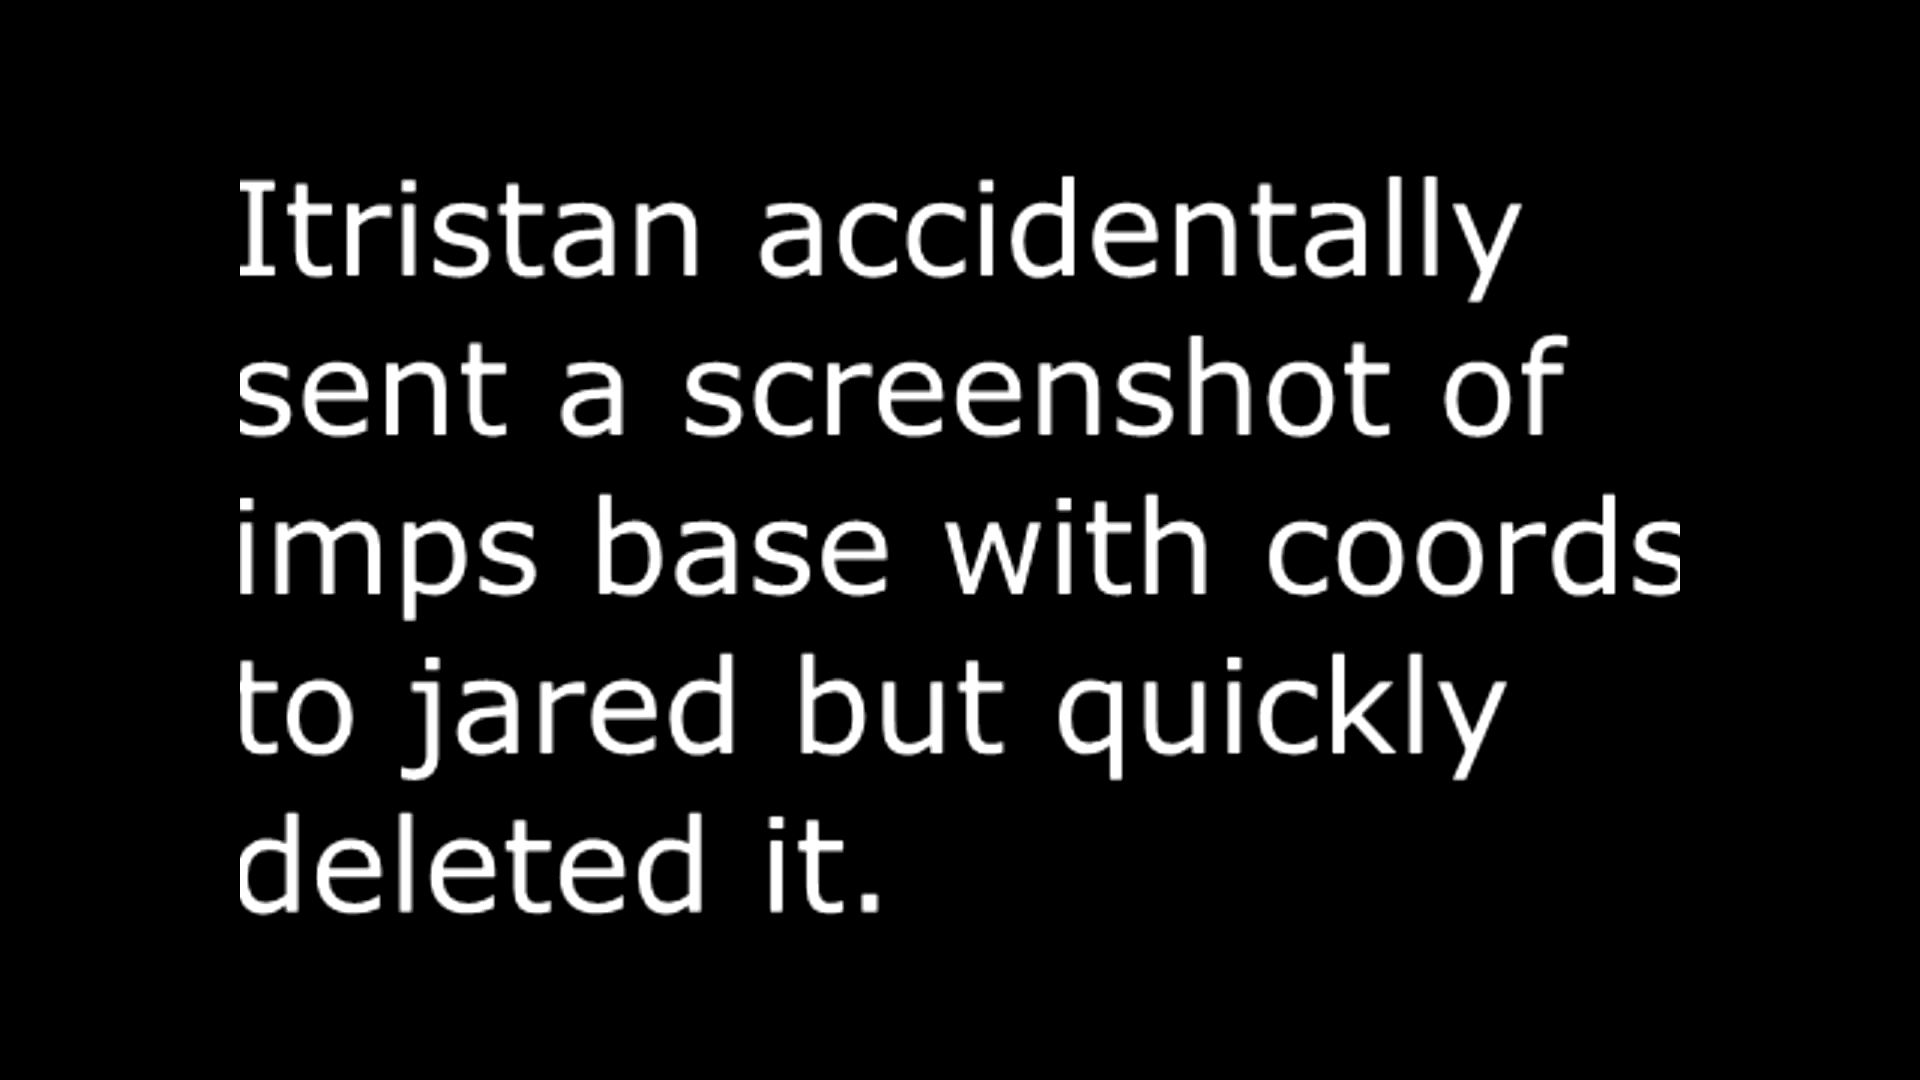 Itristan accidentally
sent a screenshot of
imps base with coords
to jared but quickly
deleted it.